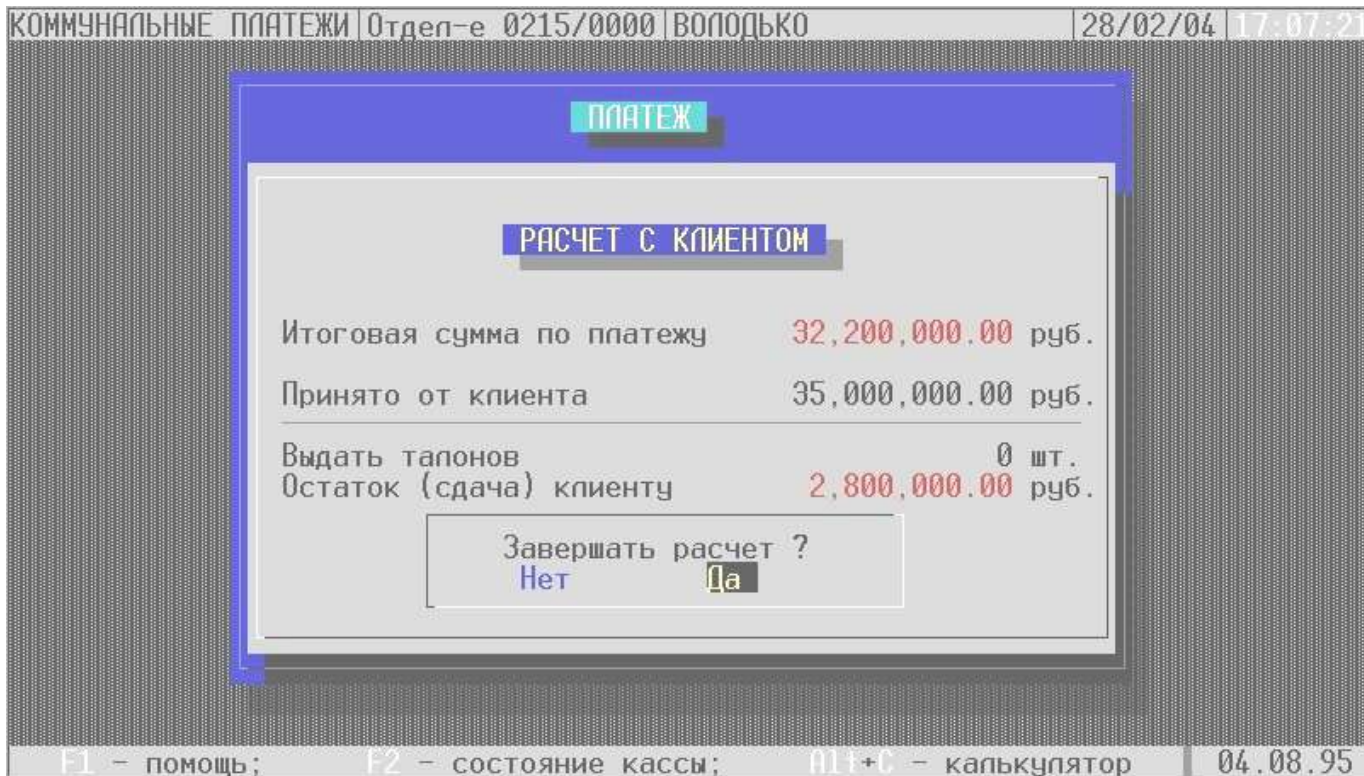 КОММУНАЛЬНЫЕ ПЛАТЕЖИ|Отдел-е 0215/0000|ВОЛОДЬКО |28/02/04|17:07:21
ПЛАТЕЖ
РАСЧЕТ С КЛИЕНТОМ
Итоговая сумма по платежу 32,200,000.00 руб.
Принято от клиента 35,000,000.00 руб.
Выдать талонов 0 шт.
Остаток (сдача) клиенту 2,800,000.00 руб.
Завершать расчет ?
Нет Да
F1 - помощь; F2 - состояние кассы; Alt+C - калькулятор 04.08.95